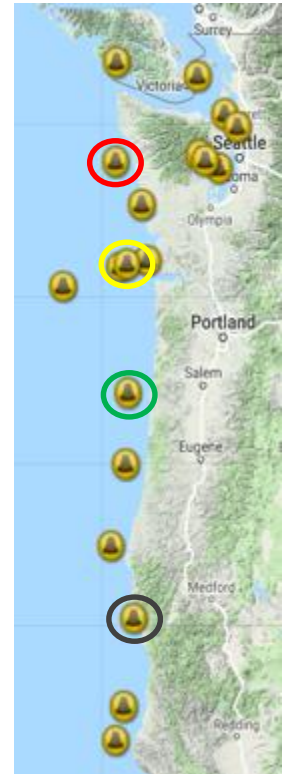 Surrey
Victoria
Seattle
Olympia
Portland
Salem
Eugene
Medford
Redding